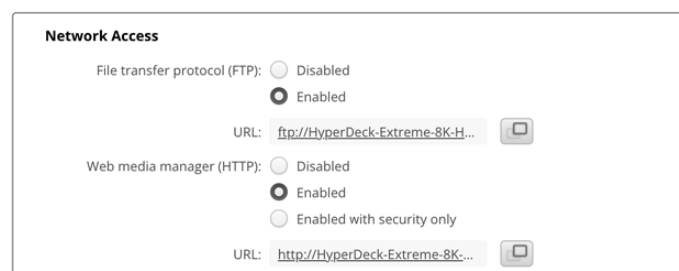 Network Access
File transfer protocol (FTP): Disabled
Enabled
URL: ftp://HyperDeck-Extreme-8K-H...
Web media manager (HTTP): Disabled
Enabled
Enabled with security only
URL: http://HyperDeck-Extreme-8K-...